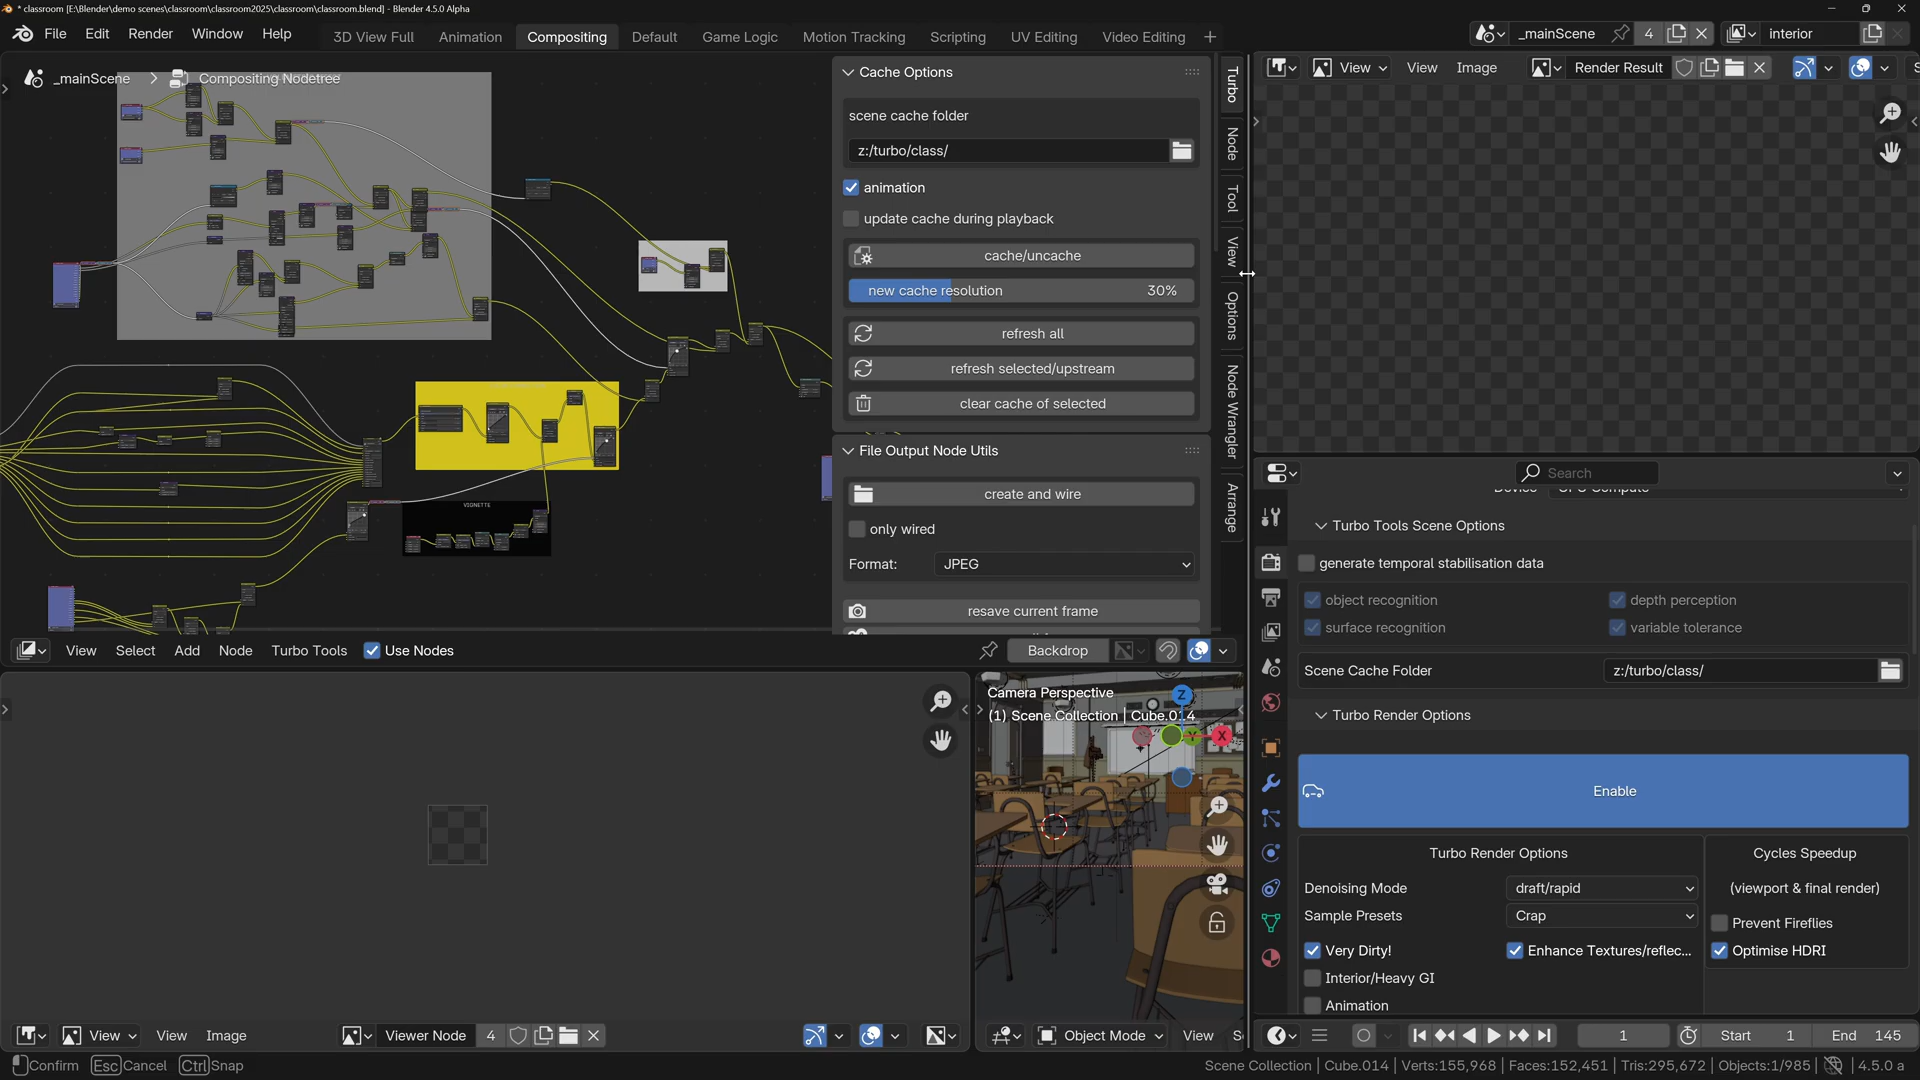 * classroom [E:\Blender\demo scenes\classroom\classroom2025\classroom\classroom.blend] - Blender 4.5.0 Alpha
File Edit Render Window Help 3D View Full Animation Compositing Default Game Logic Motion Tracking Scripting UV Editing Video Editing + _mainScene 4 interior
_mainScene > Compositing Nodetree
View View Image Render Result
Cache Options
scene cache folder
z:/turbo/class/
animation
update cache during playback
cache/uncache
new cache resolution 30%
refresh all
refresh selected/upstream
clear cache of selected
File Output Node Utils
create and wire
only wired
Format: JPEG
resave current frame
Turbo
Node
Tool
View
Options
Node Wrangler
Arrange
VIGNETTE
View Select Add Node Turbo Tools Use Nodes Backdrop
Search
Turbo Tools Scene Options
generate temporal stabilisation data
object recognition depth perception
surface recognition variable tolerance
Scene Cache Folder z:/turbo/class/
Turbo Render Options
Enable
Turbo Render Options Cycles Speedup
Denoising Mode draft/rapid (viewport & final render)
Sample Presets Crap Prevent Fireflies
Very Dirty! Enhance Textures/reflec... Optimise HDRI
Interior/Heavy GI
Animation
Camera Perspective
(1) Scene Collection | Cube.014
Z
X
View View Image Viewer Node 4 Object Mode View 1 Start 1 End 145
Confirm Esc Cancel Ctrl Snap Scene Collection | Cube.014 | Verts:155,968 | Faces:152,451 | Tris:295,672 | Objects:1/985 | 4.5.0 a